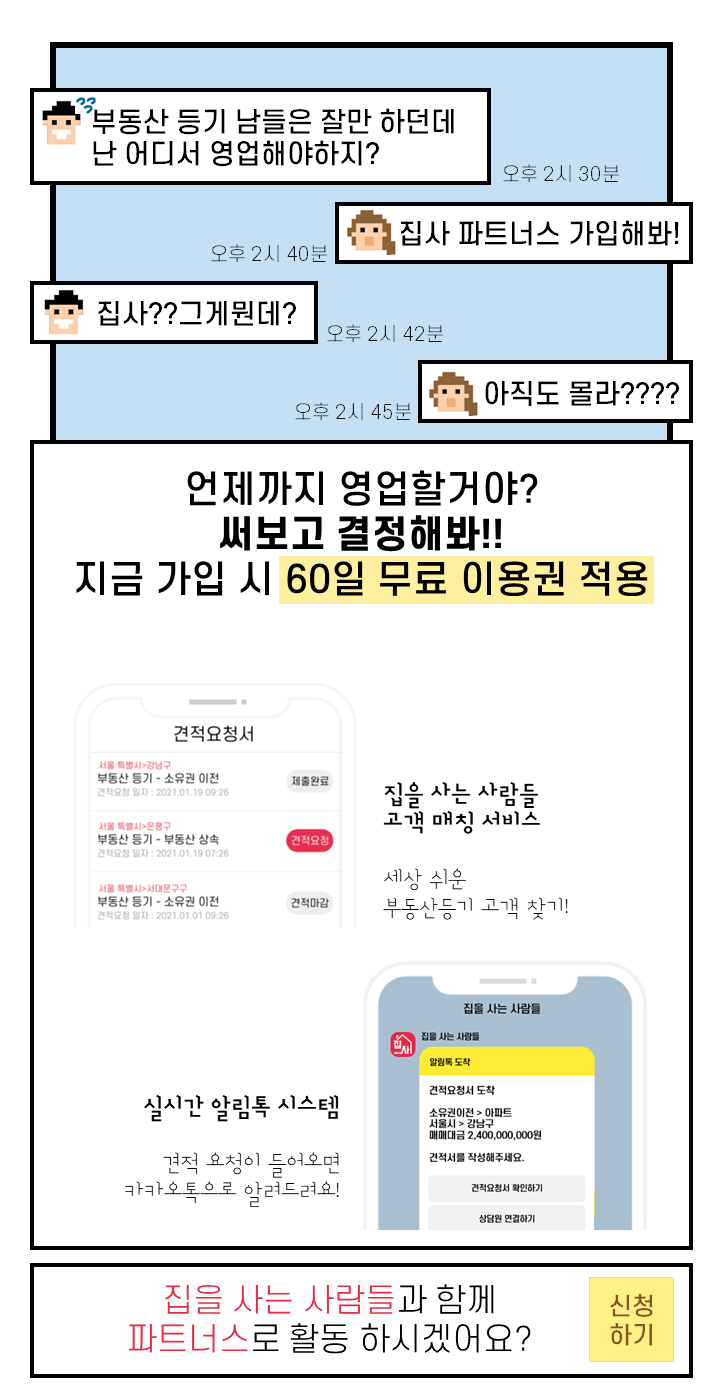 부동산 등기 남들은 잘만 하던데
난 어디서 영업해야하지?
오후 2시 30분
집사 파트너스 가입해봐!
오후 2시 40분
집사??그게뭔데?
오후 2시 42분
아직도 몰라????
오후 2시 45분
언제까지 영업할거야?
써보고 결정해봐!!
지금 가입 시 60일 무료 이용권 적용
견적요청서
서울 특별시>강남구
부동산 등기 - 소유권 이전
견적요청 일자 : 2021.01.19 09:26
제출완료
서울 특별시>은평구
부동산 등기 - 부동산 상속
견적요청 일자 : 2021.01.19 07:26
견적요청
서울 특별시>서대문구구
부동산 등기 - 소유권 이전
견적요청 일자 : 2021.01.01 09:26
견적마감
집을 사는 사람들
고객 매칭 서비스
세상 쉬운
부동산등기 고객 찾기!
실시간 알림톡 시스템
견적 요청이 들어오면
카카오톡으로 알려드려요!
집을 사는 사람들
집사
집을 사는 사람들
알림톡 도착
견적요청서 도착
소유권이전 > 아파트
서울시 > 강남구
매매대금 2,400,000,000원
견적서를 작성해주세요.
견적요청서 확인하기
상담원 연결하기
집을 사는 사람들과 함께
파트너스로 활동 하시겠어요?
신청
하기